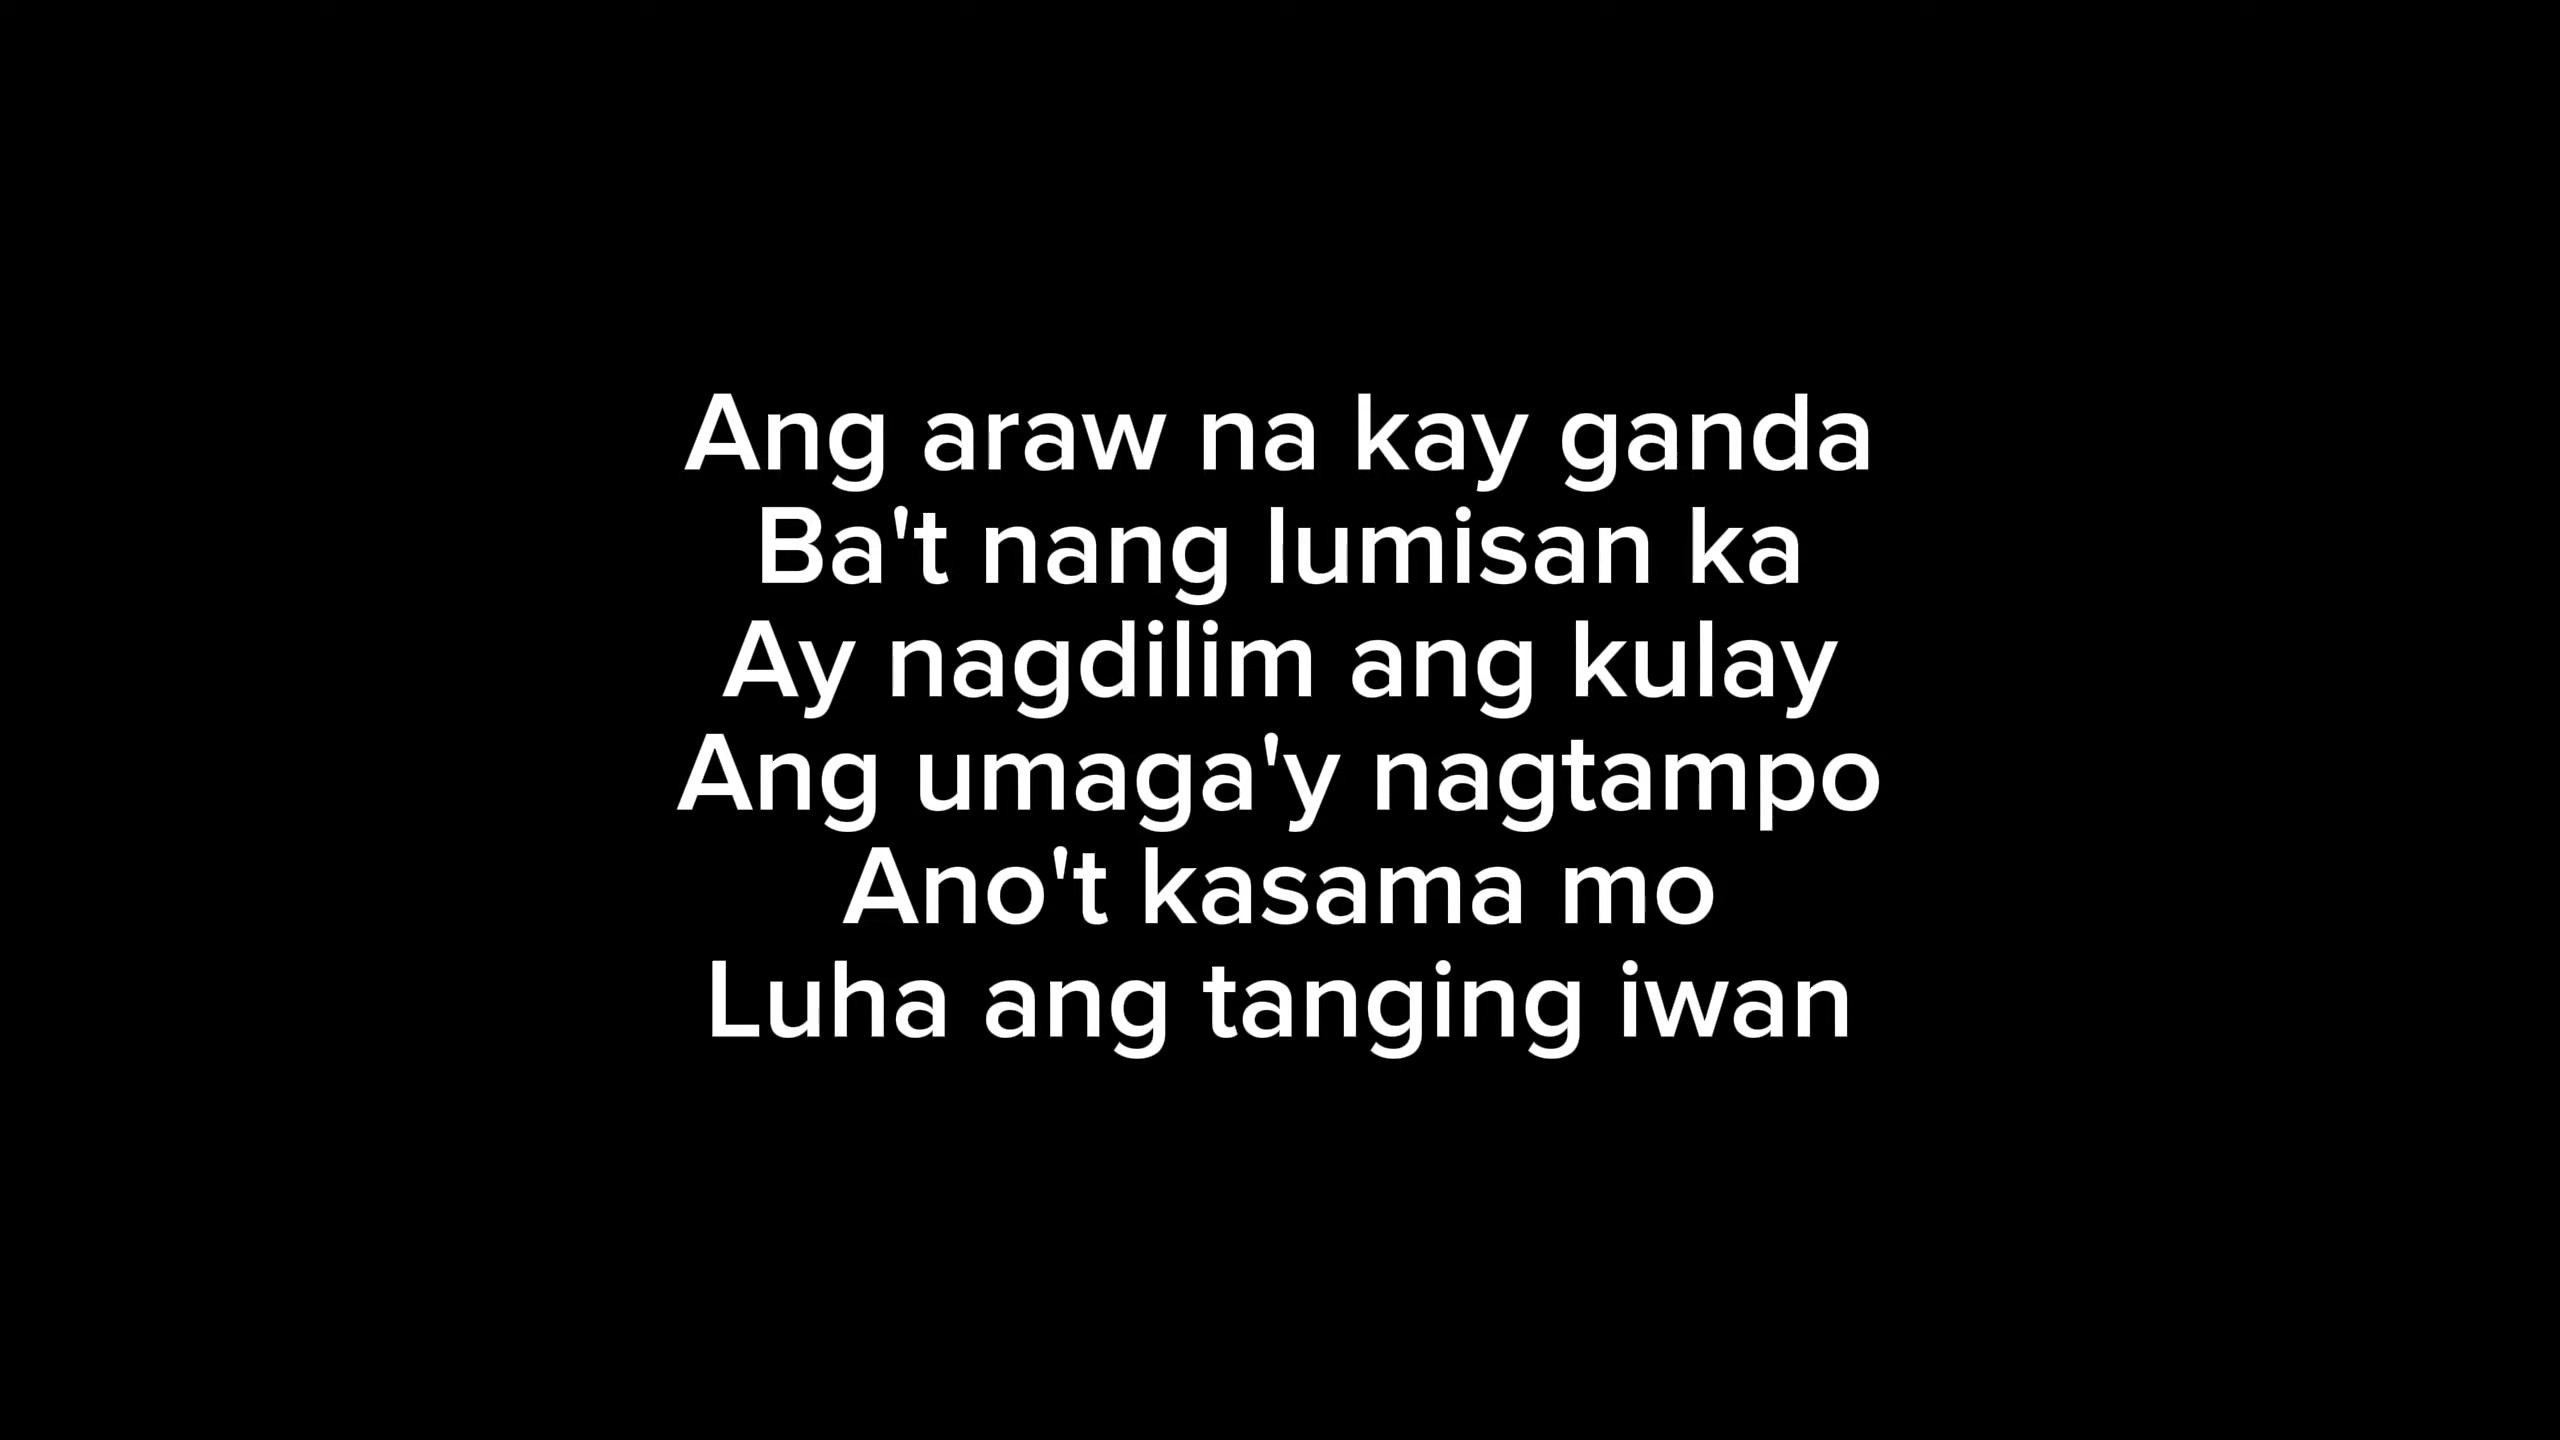 Ang araw na kay ganda
Ba't nang lumisan ka
Ay nagdilim ang kulay
Ang umaga'y nagtampo
Ano't kasama mo
Luha ang tanging iwan